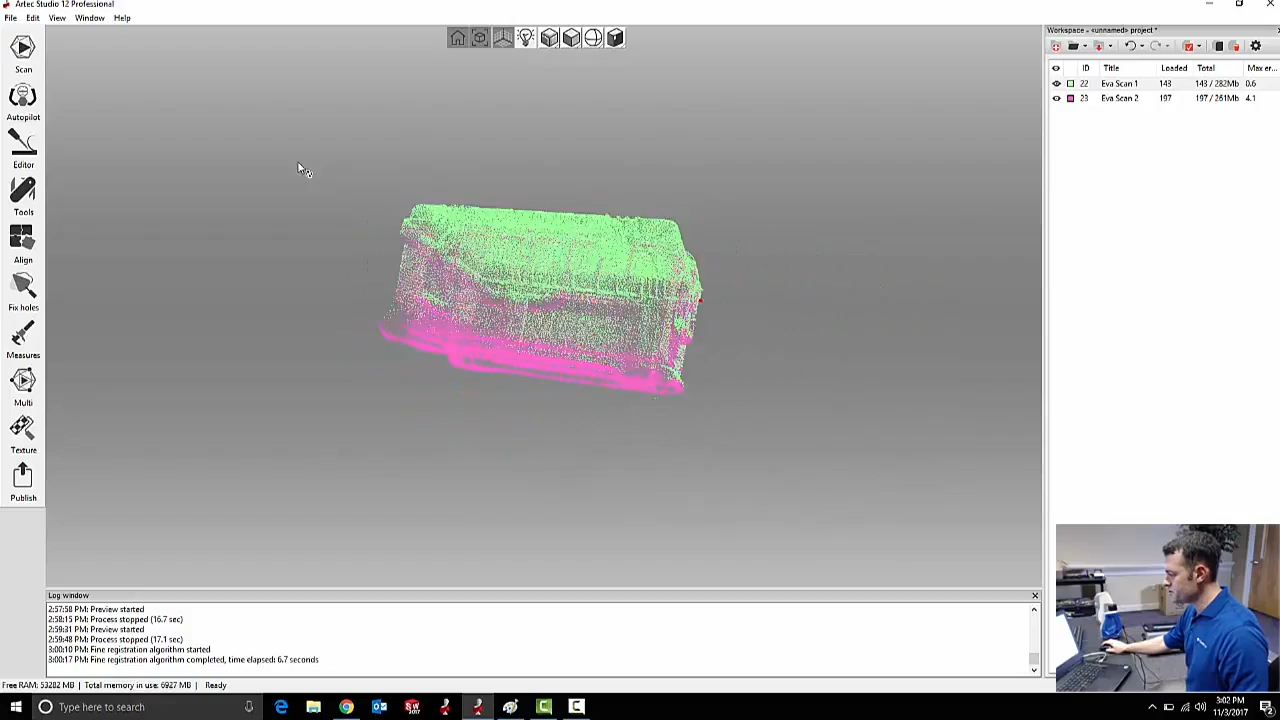 Artec Studio 12 Professional
File Edit View Window Help
Scan
Autopilot
Editor
Tools
Align
Fix holes
Measures
Multi
Texture
Publish
Workspace - <unnamed> project *
ID Title Loaded Total Max er...
22 Eva Scan 1 143 143 / 282Mb 0.6
23 Eva Scan 2 197 197 / 261Mb 4.1
Log window
2:57:58 PM: Preview started
2:58:15 PM: Process stopped (16.7 sec)
2:59:31 PM: Preview started
2:59:48 PM: Process stopped (17.1 sec)
3:00:10 PM: Fine registration algorithm started
3:00:17 PM: Fine registration algorithm completed, time elapsed: 6.7 seconds
Free RAM: 53282 MB Total memory in use: 6927 MB Ready
Type here to search
3:02 PM
11/3/2017